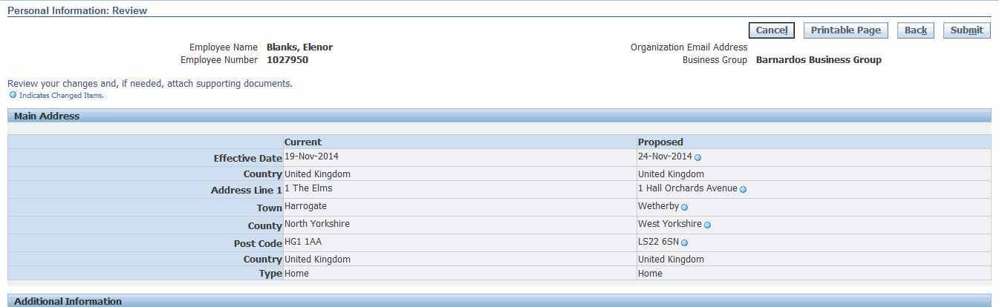 Personal Information: Review
Cancel Printable Page Back Submit
Employee Name Blanks, Elenor Organization Email Address
Employee Number 1027950 Business Group Barnardos Business Group
Review your changes and, if needed, attach supporting documents.
Indicates Changed Items.
Main Address
Current Proposed
Effective Date 19-Nov-2014 24-Nov-2014
Country United Kingdom United Kingdom
Address Line 1 1 The Elms 1 Hall Orchards Avenue
Town Harrogate Wetherby
County North Yorkshire West Yorkshire
Post Code HG1 1AA LS22 6SN
Country United Kingdom United Kingdom
Type Home Home
Additional Information